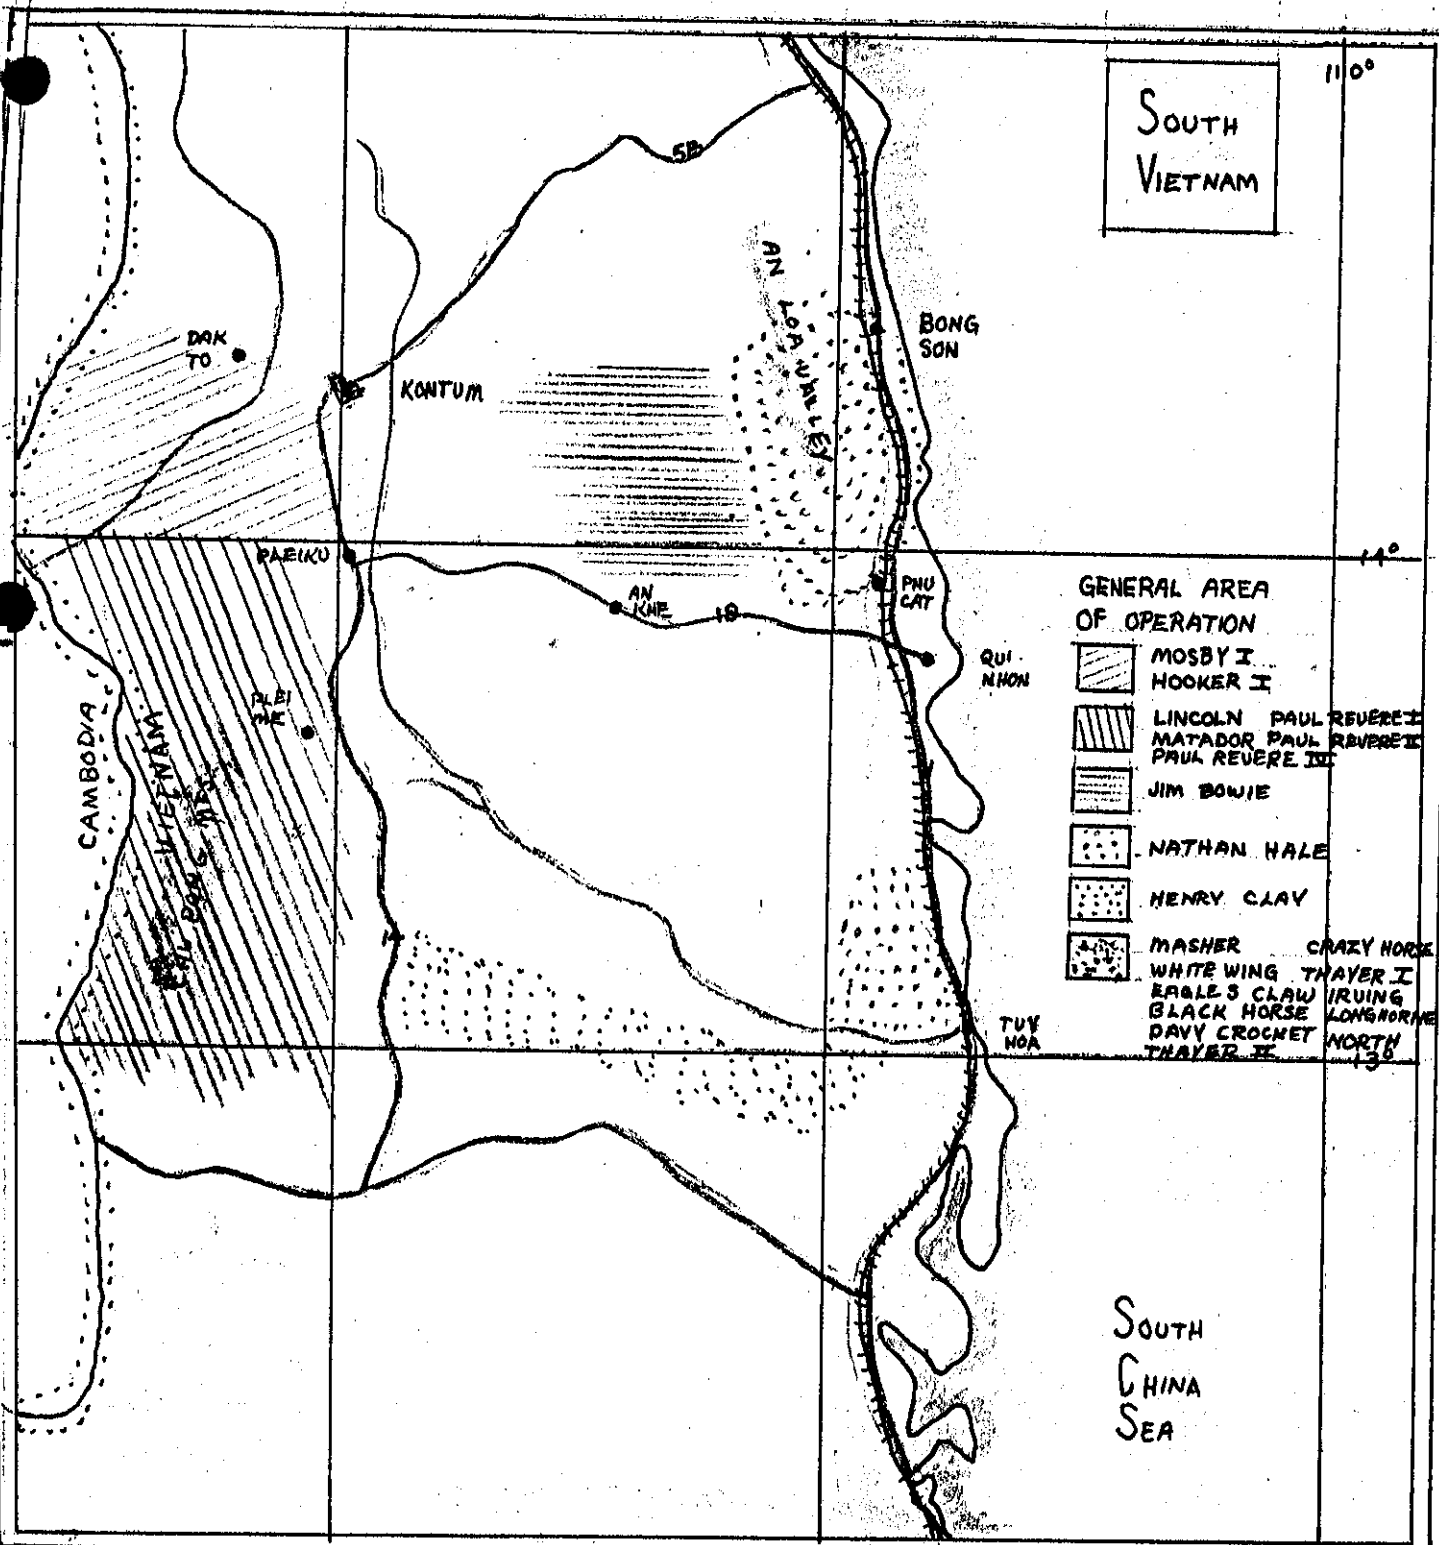 110°
SOUTH
VIETNAM
5B
AN LOA VALLEY
DAK
TO
BONG
SON
KONTUM
14°
PLEIKU
AN
KHE
19
PHU
CAT
QUI
NHON
PLEI
ME
CAMBODIA
VIETNAM
14
TUY
HOA
13°
GENERAL AREA
OF OPERATION
MOSBY I
HOOKER I
LINCOLN PAUL REVERE I
MATADOR PAUL REVERE II
PAUL REVERE IV
JIM BOWIE
NATHAN HALE
HENRY CLAY
MASHER CRAZY HORSE
WHITE WING THAYER I
EAGLES CLAW IRVING
BLACK HORSE LONGHORNE
DAVY CROCKET NORTH
THAYER II
SOUTH
CHINA
SEA